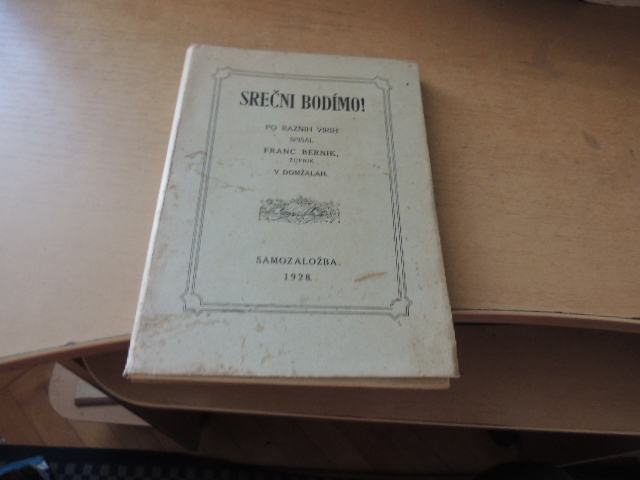 SREČNI BODÍMO!
PO RAZNIH VIRIH
SPISAL
FRANC BERNIK,
ŽUPNIK
V DOMŽALAH.
SAMOZALOŽBA.
1928.